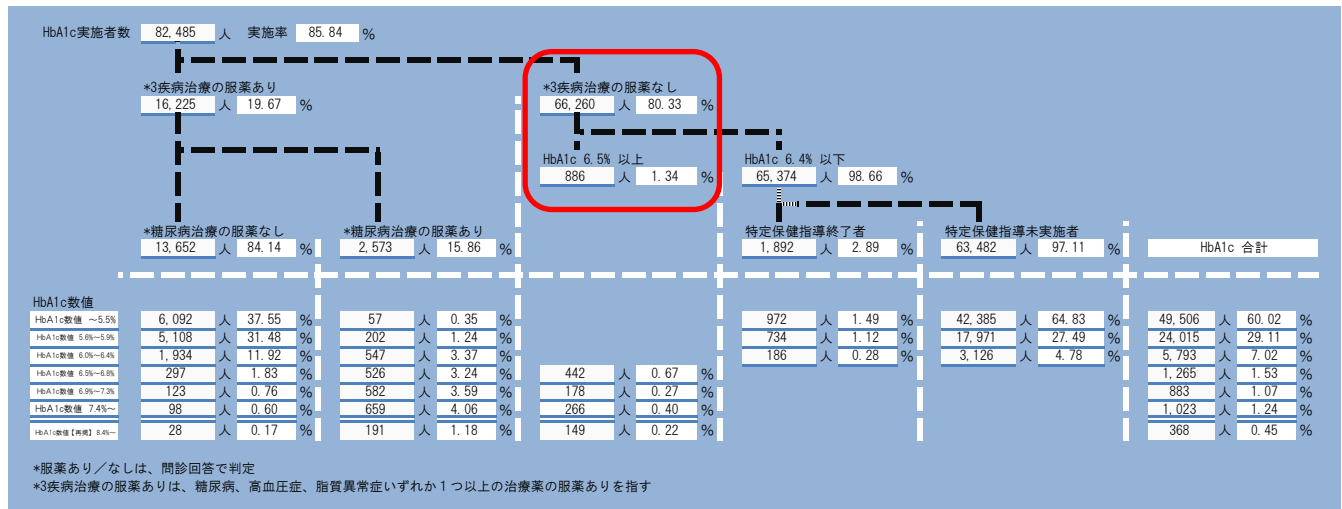 HbA1c実施者数 82,485 人 実施率 85.84 %
*3疾病治療の服薬あり *3疾病治療の服薬なし
16,225 人 19.67 % 66,260 人 80.33 %
HbA1c 6.5% 以上 HbA1c 6.4% 以下
886 人 1.34 % 65,374 人 98.66 %
*糖尿病治療の服薬なし *糖尿病治療の服薬あり 特定保健指導終了者 特定保健指導未実施者
13,652 人 84.14 % 2,573 人 15.86 % 1,892 人 2.89 % 63,482 人 97.11 % HbA1c 合計
HbA1c数値
HbA1c数値 ～5.5% 6,092 人 37.55 % 57 人 0.35 % 972 人 1.49 % 42,385 人 64.83 % 49,506 人 60.02 %
HbA1c数値 5.6%～5.9% 5,108 人 31.48 % 202 人 1.24 % 734 人 1.12 % 17,971 人 27.49 % 24,015 人 29.11 %
HbA1c数値 6.0%～6.4% 1,934 人 11.92 % 547 人 3.37 % 186 人 0.28 % 3,126 人 4.78 % 5,793 人 7.02 %
HbA1c数値 6.5%～6.8% 297 人 1.83 % 526 人 3.24 % 442 人 0.67 % 1,265 人 1.53 %
HbA1c数値 6.9%～7.3% 123 人 0.76 % 582 人 3.59 % 178 人 0.27 % 883 人 1.07 %
HbA1c数値 7.4%～ 98 人 0.60 % 659 人 4.06 % 266 人 0.40 % 1,023 人 1.24 %
HbA1c数値【再掲】8.4%～ 28 人 0.17 % 191 人 1.18 % 149 人 0.22 % 368 人 0.45 %
*服薬あり／なしは、問診回答で判定
*3疾病治療の服薬ありは、糖尿病、高血圧症、脂質異常症いずれか１つ以上の治療薬の服薬ありを指す